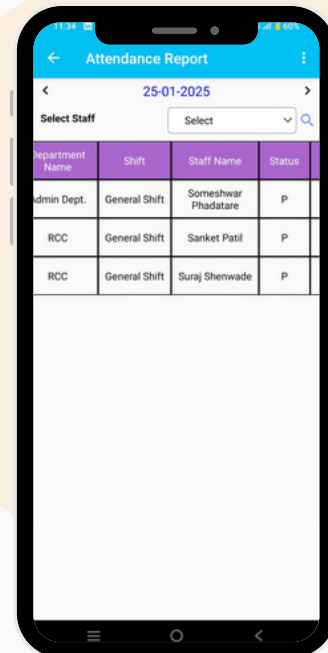 11:34 60%
Attendance Report
25-01-2025
Select Staff Select
Department Name Shift Staff Name Status
Admin Dept. General Shift Someshwar Phadatare P
RCC General Shift Sanket Patil P
RCC General Shift Suraj Shenwade P